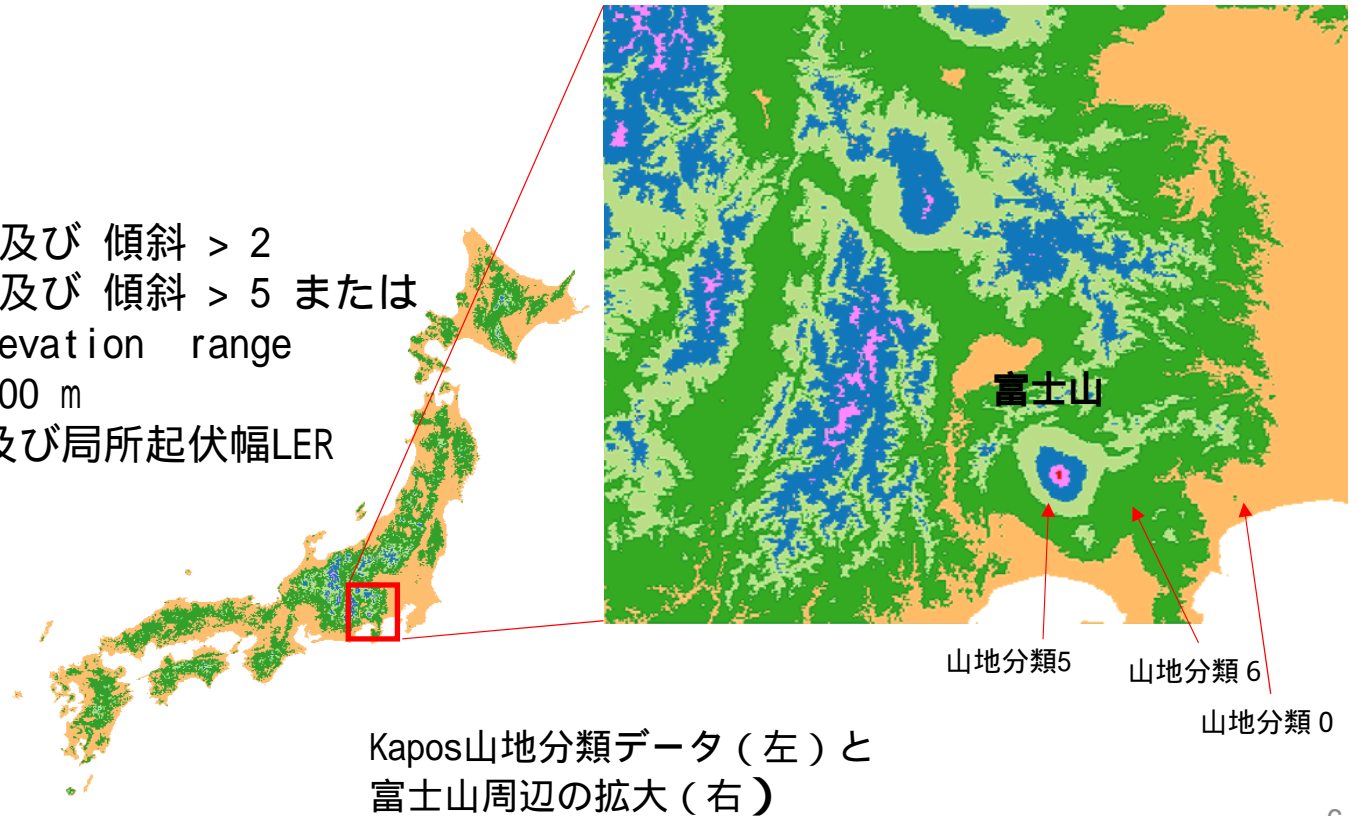 及び 傾斜 > 2
及び 傾斜 > 5 または
evation range
00 m
及び局所起伏幅LER
富士山
山地分類5
山地分類６
山地分類０
Kapos山地分類データ（左）と
富士山周辺の拡大（右）